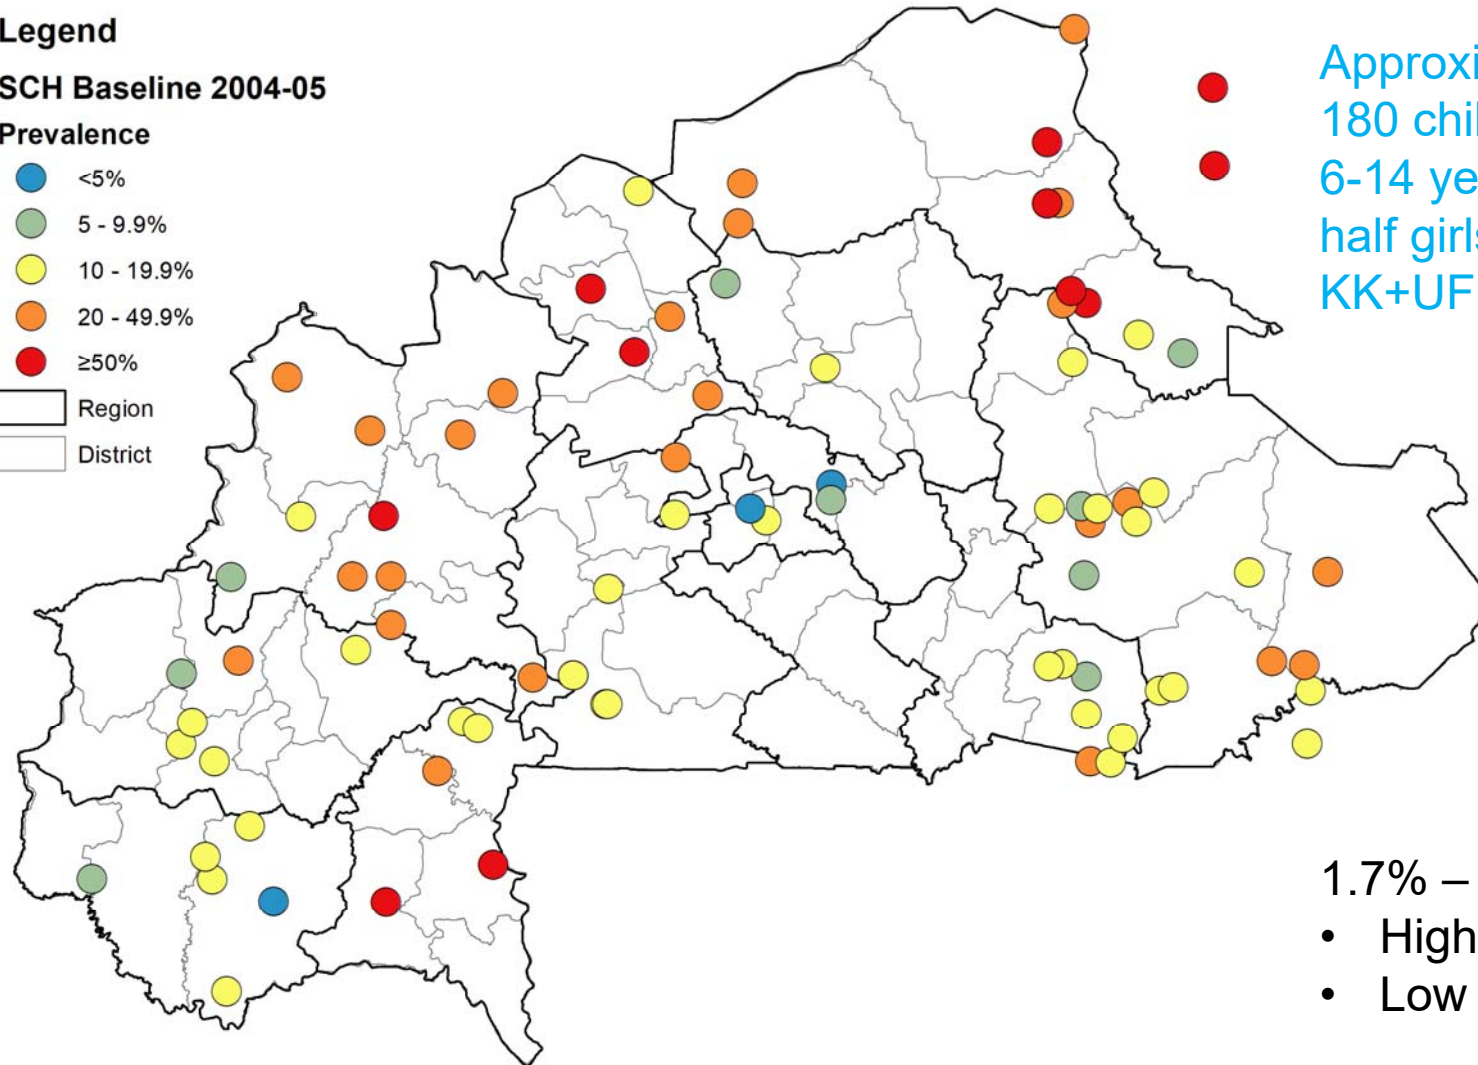 Legend
SCH Baseline 2004-05
Prevalence
<5%
5 - 9.9%
10 - 19.9%
20 - 49.9%
≥50%
Region
District
Approxi
180 chil
6-14 ye
half girls
KK+UF
1.7% –
• High
• Low